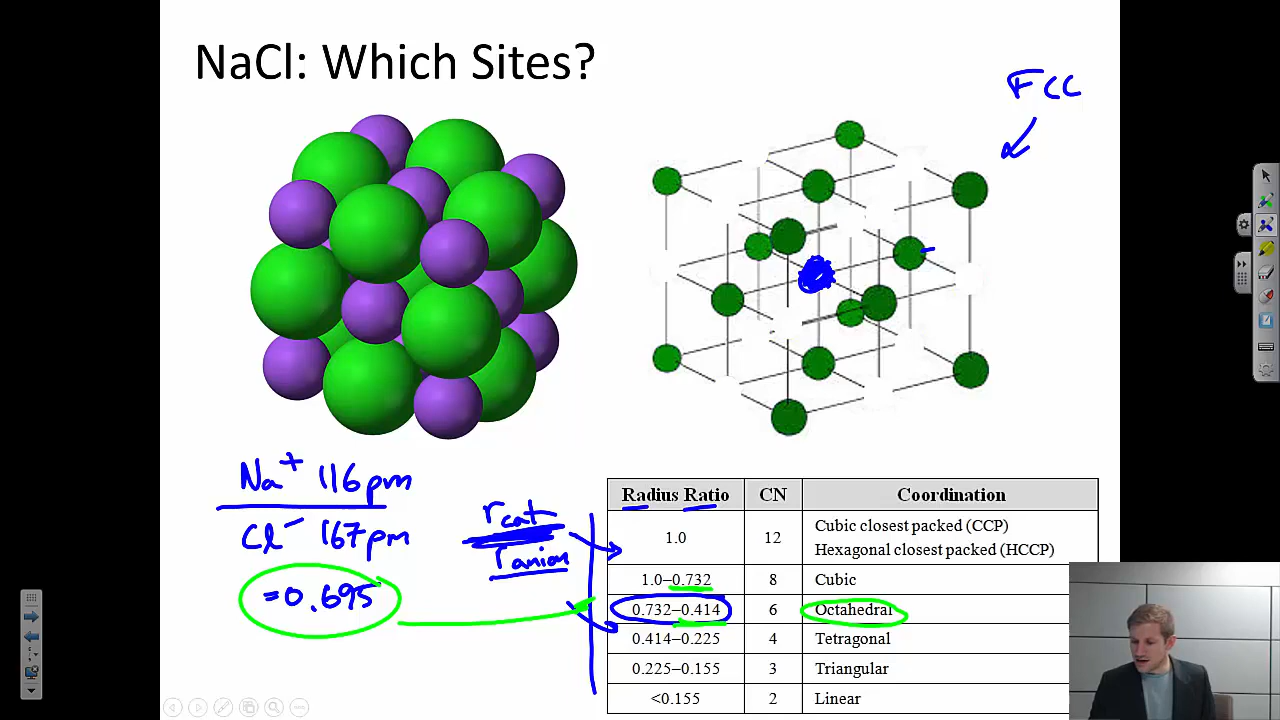 NaCl: Which Sites?
FCC
Na+ 116pm
Cl- 167pm
=0.695
rcat
ranion
Radius Ratio CN Coordination
1.0 12 Cubic closest packed (CCP)
Hexagonal closest packed (HCCP)
1.0–0.732 8 Cubic
0.732–0.414 6 Octahedral
0.414–0.225 4 Tetragonal
0.225–0.155 3 Triangular
<0.155 2 Linear